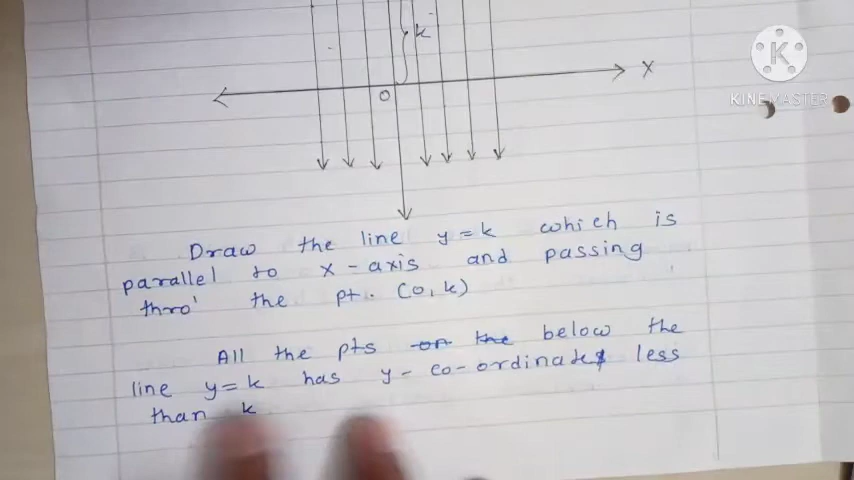 k
X
O
K
KINEMASTER
Draw the line y=k which is
parallel to x-axis and passing
thro' the pt. (0,k)
All the pts on the below the
line y=k has y-co-ordinates less
than k